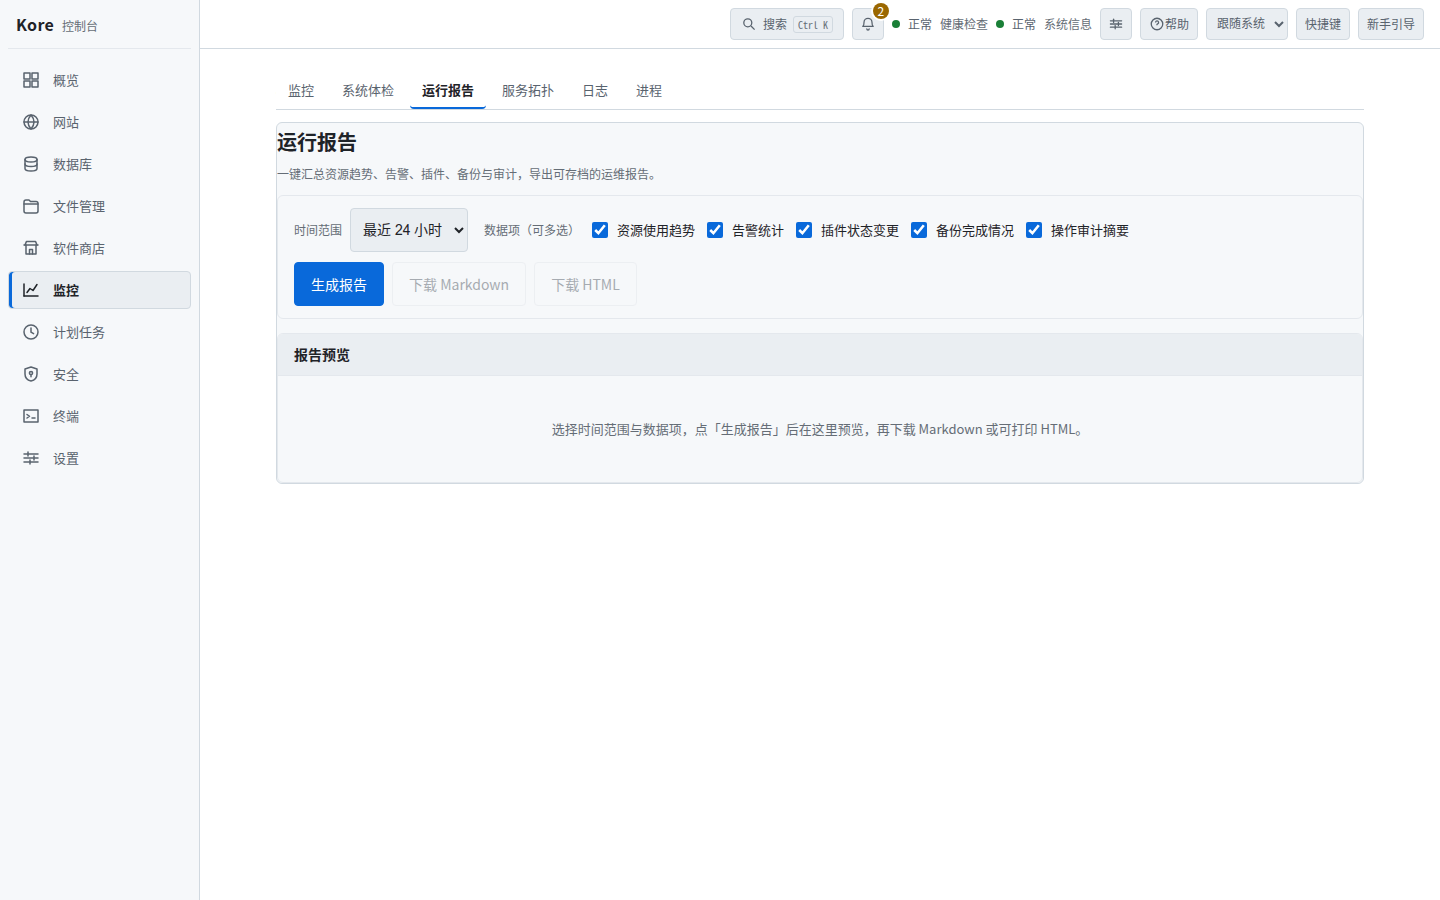 Kore 控制台
搜索 Ctrl K
2
正常 健康检查
正常 系统信息
帮助
跟随系统
快捷键
新手引导
概览
网站
数据库
文件管理
软件商店
监控
计划任务
安全
终端
设置
监控 系统体检 运行报告 服务拓扑 日志 进程
运行报告
一键汇总资源趋势、告警、插件、备份与审计，导出可存档的运维报告。
时间范围 最近 24 小时 数据项（可多选） 资源使用趋势 告警统计 插件状态变更 备份完成情况 操作审计摘要
生成报告 下载 Markdown 下载 HTML
报告预览
选择时间范围与数据项，点「生成报告」后在这里预览，再下载 Markdown 或可打印 HTML。